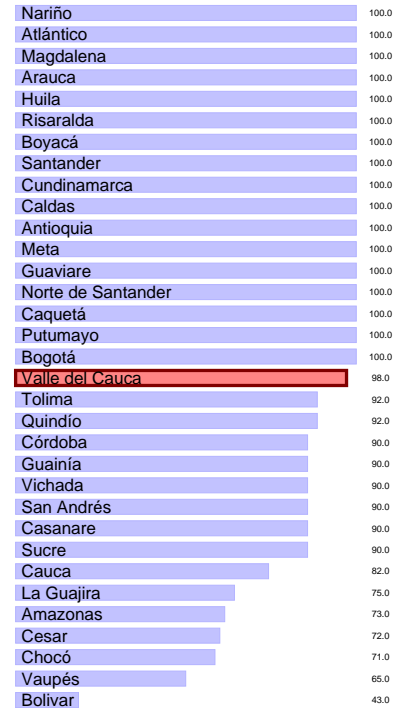 Nariño 100.0
Atlántico 100.0
Magdalena 100.0
Arauca 100.0
Huila 100.0
Risaralda 100.0
Boyacá 100.0
Santander 100.0
Cundinamarca 100.0
Caldas 100.0
Antioquia 100.0
Meta 100.0
Guaviare 100.0
Norte de Santander 100.0
Caquetá 100.0
Putumayo 100.0
Bogotá 100.0
Valle del Cauca 98.0
Tolima 92.0
Quindío 92.0
Córdoba 90.0
Guainía 90.0
Vichada 90.0
San Andrés 90.0
Casanare 90.0
Sucre 90.0
Cauca 82.0
La Guajira 75.0
Amazonas 73.0
Cesar 72.0
Chocó 71.0
Vaupés 65.0
Bolivar 43.0